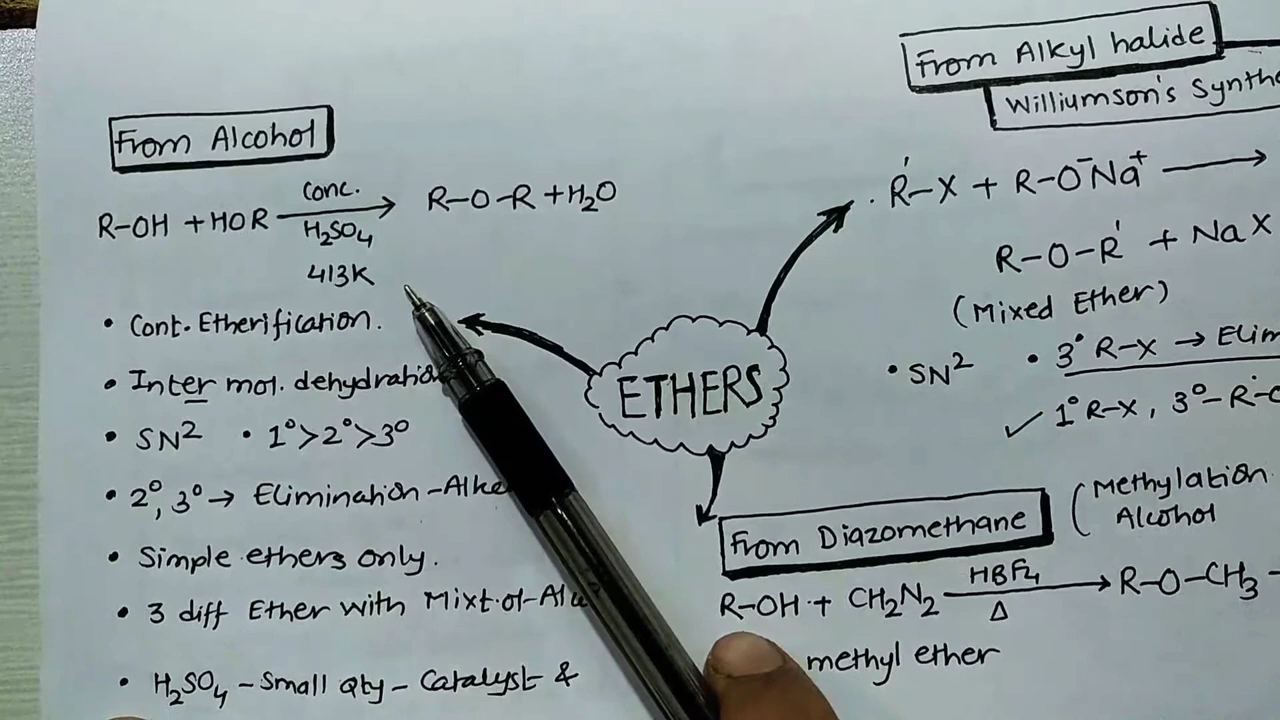 From Alcohol
R-OH + HOR conc. H₂SO₄ 413K → R-O-R + H₂O
• Cont. Etherification.
• Inter mol. dehydration
• SN² • 1°>2°>3°
• 2°, 3° → Elimination-Alke
• Simple ethers only.
• 3 diff Ether with Mixt.of-Alco
• H₂SO₄ - Small qty - Catalyst &
ETHERS
From Alkyl halide
Williumson's Synthe
R'-X + R-O⁻Na⁺ →
R-O-R' + NaX
(Mixed Ether)
• SN² • 3° R-X → Elim
✓ 1° R-X, 3°-R-O
From Diazomethane
(Methylation
Alcohol
R-OH + CH₂N₂ HBF₄ Δ → R-O-CH₃ -
methyl ether